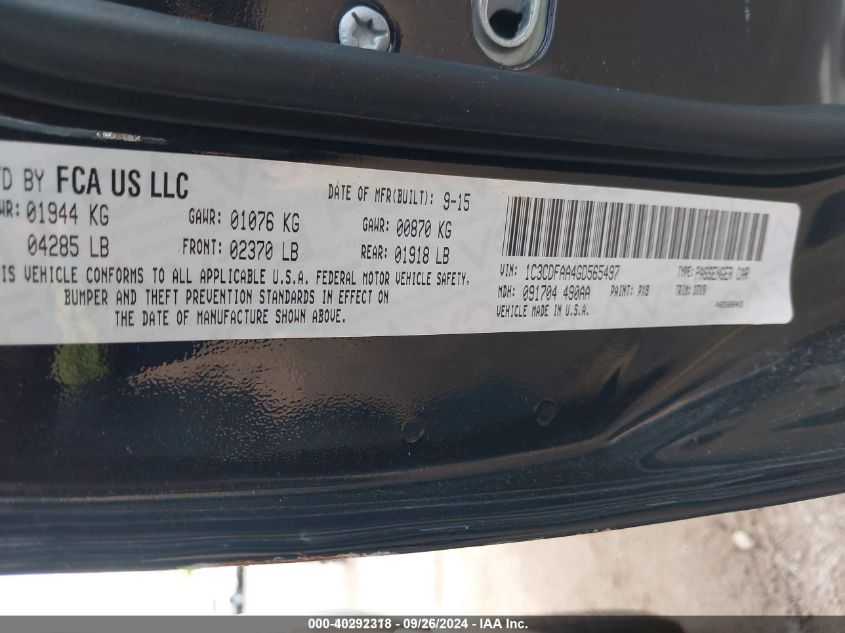 D BY FCA US LLC
DATE OF MFR(BUILT): 9-15
WR: 01944 KG GAWR: 01076 KG GAWR: 00870 KG
04285 LB FRONT: 02370 LB REAR: 01918 LB
IS VEHICLE CONFORMS TO ALL APPLICABLE U.S.A. FEDERAL MOTOR VEHICLE SAFETY,
BUMPER AND THEFT PREVENTION STANDARDS IN EFFECT ON
THE DATE OF MANUFACTURE SHOWN ABOVE.
VIN: 1C3CDFAA4GD565497 TYPE: PASSENGER CAR
MDH: 091704 490AA PAINT: PX8 TRIM:
VEHICLE MADE IN U.S.A.
000-40292318 - 09/26/2024 - IAA Inc.